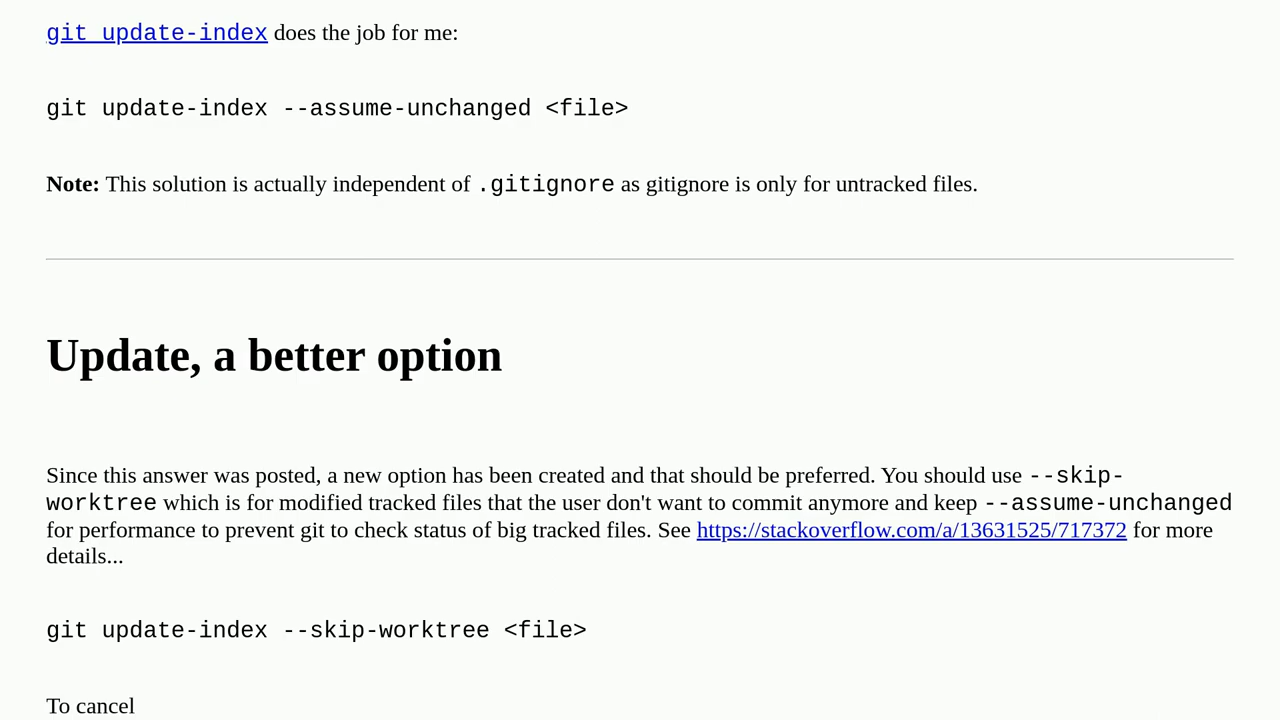 git update-index does the job for me:
git update-index --assume-unchanged <file>
Note: This solution is actually independent of .gitignore as gitignore is only for untracked files.
Update, a better option
Since this answer was posted, a new option has been created and that should be preferred. You should use --skip-
worktree which is for modified tracked files that the user don't want to commit anymore and keep --assume-unchanged
for performance to prevent git to check status of big tracked files. See https://stackoverflow.com/a/13631525/717372 for more
details...
git update-index --skip-worktree <file>
To cancel